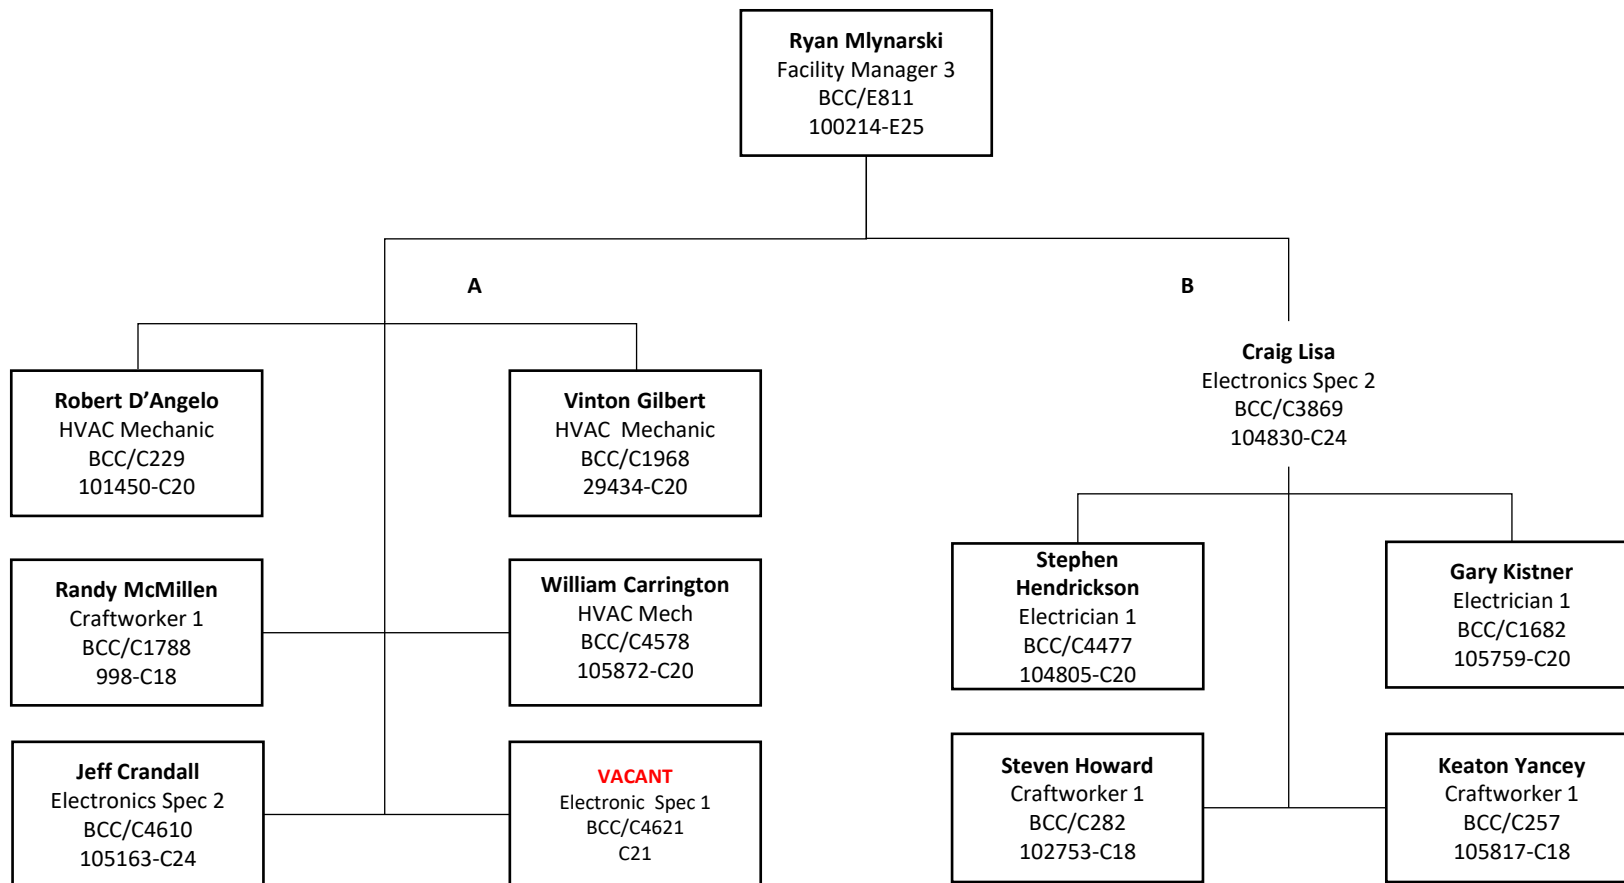 Ryan Mlynarski
Facility Manager 3
BCC/E811
100214-E25
A
B
Robert D’Angelo
HVAC Mechanic
BCC/C229
101450-C20
Vinton Gilbert
HVAC  Mechanic
BCC/C1968
29434-C20
Craig Lisa
Electronics Spec 2
BCC/C3869
104830-C24
Randy McMillen
Craftworker 1
BCC/C1788
998-C18
William Carrington
HVAC Mech
BCC/C4578
105872-C20
Stephen
Hendrickson
Electrician 1
BCC/C4477
104805-C20
Gary Kistner
Electrician 1
BCC/C1682
105759-C20
Jeff Crandall
Electronics Spec 2
BCC/C4610
105163-C24
VACANT
Electronic  Spec 1
BCC/C4621
C21
Steven Howard
Craftworker 1
BCC/C282
102753-C18
Keaton Yancey
Craftworker 1
BCC/C257
105817-C18